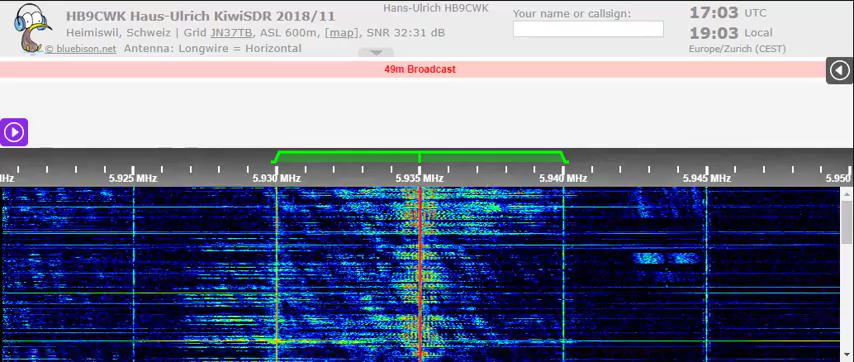 HB9CWK Haus-Ulrich KiwiSDR 2018/11
Heimiswil, Schweiz | Grid JN37TB, ASL 600m, [map], SNR 32:31 dB
© bluebison.net Antenna: Longwire = Horizontal
Hans-Ulrich HB9CWK
Your name or callsign:
17:03 UTC
19:03 Local
Europe/Zurich (CEST)
49m Broadcast
Hz 5.925 MHz 5.930 MHz 5.935 MHz 5.940 MHz 5.945 MHz 5.950